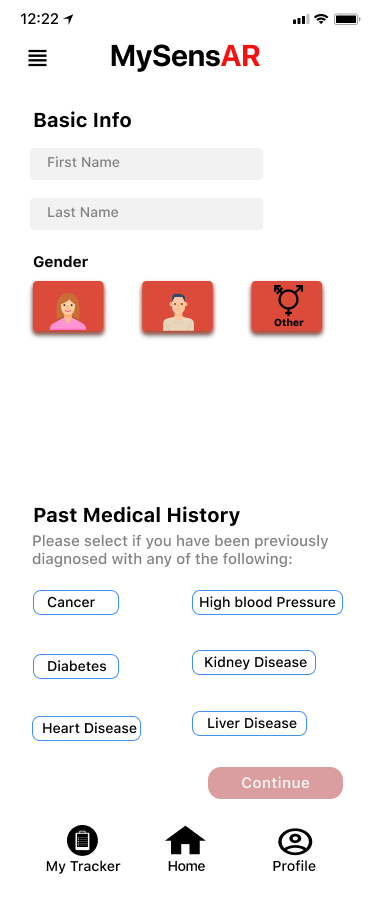 12:22
MySensAR
Basic Info
First Name
Last Name
Gender
Other
Past Medical History
Please select if you have been previously
diagnosed with any of the following:
Cancer
High blood Pressure
Diabetes
Kidney Disease
Heart Disease
Liver Disease
Continue
My Tracker
Home
Profile